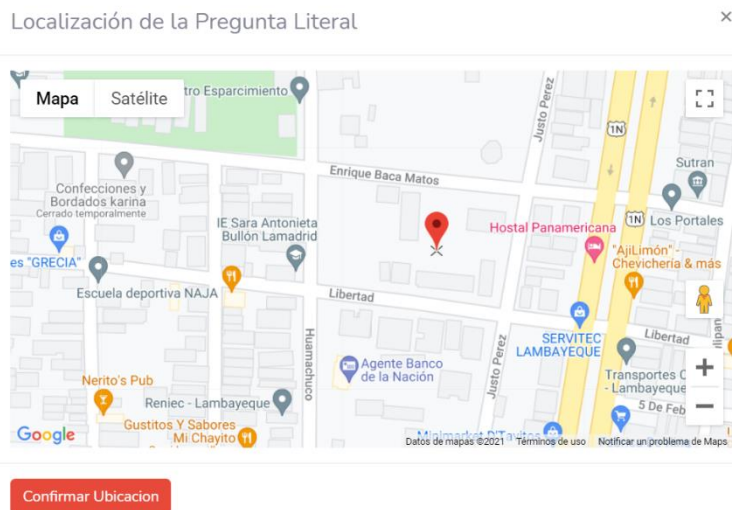 Localización de la Pregunta Literal
×
Mapa
Satélite
tro Esparcimiento
Justo Perez
1N
Sutran
Enrique Baca Matos
Confecciones y
Bordados karina
Cerrado temporalmente
IE Sara Antonieta
Bullón Lamadrid
Hostal Panamericana
1N
Los Portales
"AjiLimón" -
Chevicheria & más
es "GRECIA"
Escuela deportiva NAJA
Libertad
Huamachuco
Agente Banco
de la Nación
Justo Perez
SERVITEC
LAMBAYEQUE
Libertad
Transportes C
- Lambayeque
Nerito's Pub
Reniec - Lambayeque
5 De Feb
Gustitos Y Sabores
Mi Chayito
Google
Datos de mapas ©2021
Términos de uso
Notificar un problema de Maps
Confirmar Ubicacion